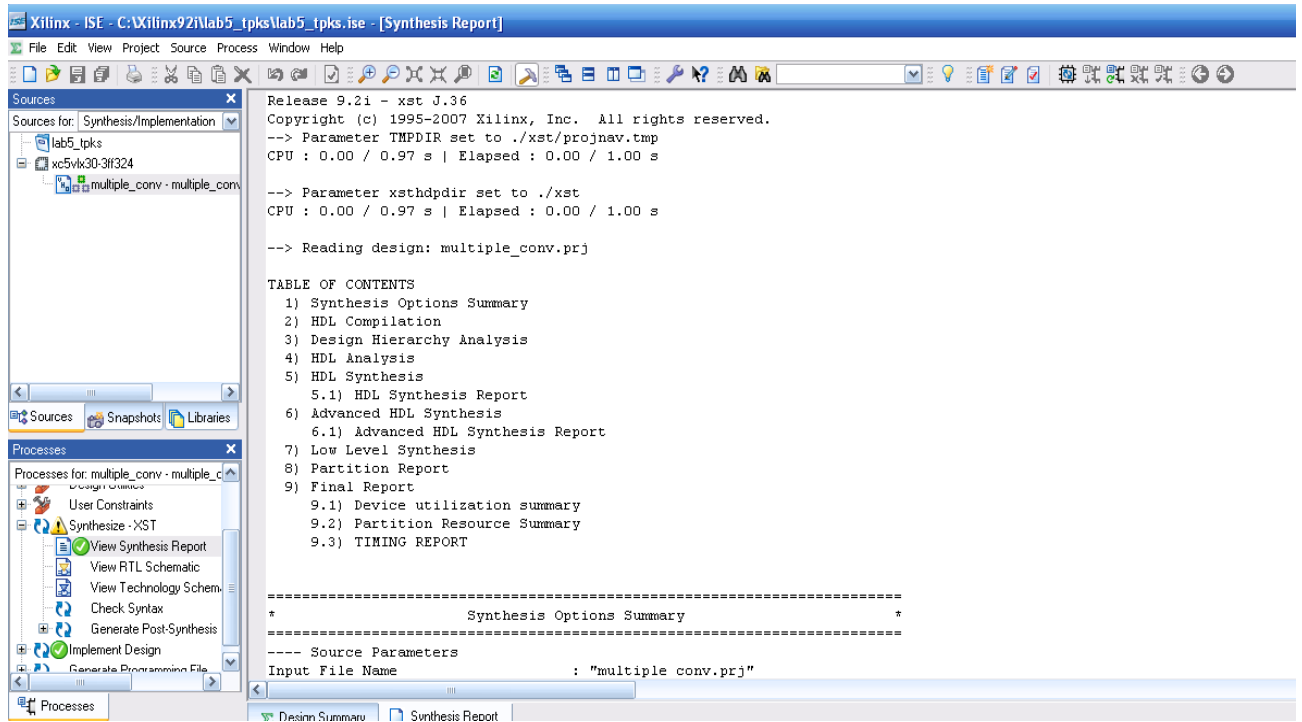 Xilinx - ISE - C:\Xilinx92i\lab5_tpks\lab5_tpks.ise - [Synthesis Report]
File Edit View Project Source Process Window Help
Sources
Sources for: Synthesis/Implementation
lab5_tpks
xc5vlx30-3ff324
multiple_conv - multiple_conv
Sources Snapshots Libraries
Processes
Processes for: multiple_conv - multiple_c
Design Utilities
User Constraints
Synthesize - XST
View Synthesis Report
View RTL Schematic
View Technology Schem
Check Syntax
Generate Post-Synthesis
Implement Design
Generate Programming File
Processes
Release 9.2i - xst J.36
Copyright (c) 1995-2007 Xilinx, Inc.  All rights reserved.
--> Parameter TMPDIR set to ./xst/projnav.tmp
CPU : 0.00 / 0.97 s | Elapsed : 0.00 / 1.00 s
--> Parameter xsthdpdir set to ./xst
CPU : 0.00 / 0.97 s | Elapsed : 0.00 / 1.00 s
--> Reading design: multiple_conv.prj
TABLE OF CONTENTS
1) Synthesis Options Summary
2) HDL Compilation
3) Design Hierarchy Analysis
4) HDL Analysis
5) HDL Synthesis
5.1) HDL Synthesis Report
6) Advanced HDL Synthesis
6.1) Advanced HDL Synthesis Report
7) Low Level Synthesis
8) Partition Report
9) Final Report
9.1) Device utilization summary
9.2) Partition Resource Summary
9.3) TIMING REPORT
=========================================================================
* Synthesis Options Summary *
=========================================================================
---- Source Parameters
Input File Name : "multiple_conv.prj"
Design Summary Synthesis Report